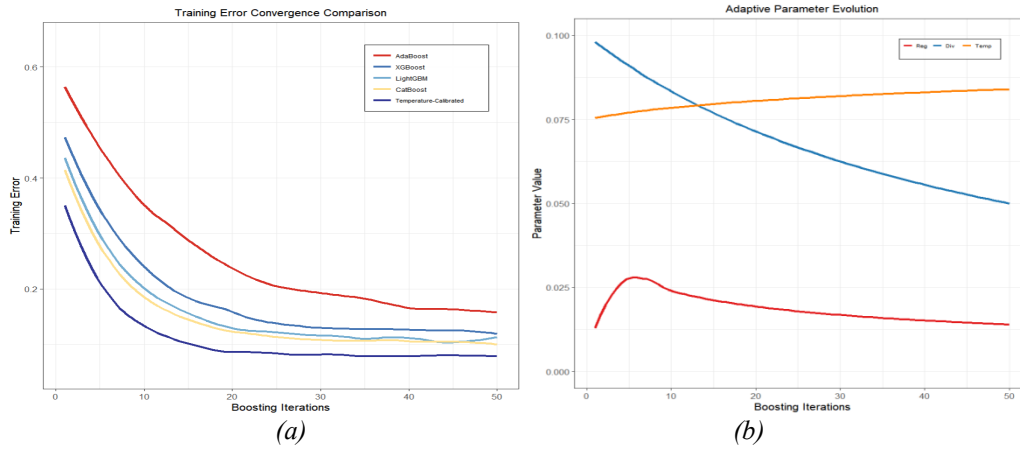 Training Error Convergence Comparison
Training Error
0.6
0.4
0.2
AdaBoost
XGBoost
LightGBM
CatBoost
Temperature-Calibrated
0 10 20 30 40 50
Boosting Iterations
(a)
Adaptive Parameter Evolution
Parameter Value
0.100
0.075
0.050
0.025
0.000
Reg Div Temp
0 10 20 30 40 50
Boosting Iterations
(b)